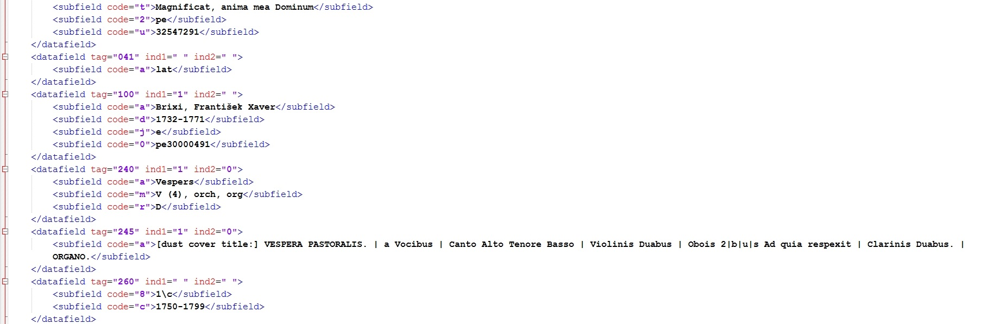 <subfield code="t">Magnificat, anima mea Dominum</subfield>
<subfield code="2">pe</subfield>
<subfield code="u">32547291</subfield>
</datafield>
<datafield tag="041" ind1=" " ind2=" ">
<subfield code="a">lat</subfield>
</datafield>
<datafield tag="100" ind1="1" ind2=" ">
<subfield code="a">Brixi, František Xaver</subfield>
<subfield code="d">1732-1771</subfield>
<subfield code="j">e</subfield>
<subfield code="0">pe30000491</subfield>
</datafield>
<datafield tag="240" ind1="1" ind2="0">
<subfield code="a">Vespers</subfield>
<subfield code="m">V (4), orch, org</subfield>
<subfield code="r">D</subfield>
</datafield>
<datafield tag="245" ind1="1" ind2="0">
<subfield code="a">[dust cover title:] VESPERA PASTORALIS. | a Vocibus | Canto Alto Tenore Basso | Violinis Duabus | Obois 2|b|u|s Ad quia respexit | Clarinis Duabus. |
ORGANO.</subfield>
</datafield>
<datafield tag="260" ind1=" " ind2=" ">
<subfield code="8">1\c</subfield>
<subfield code="c">1750-1799</subfield>
</datafield>